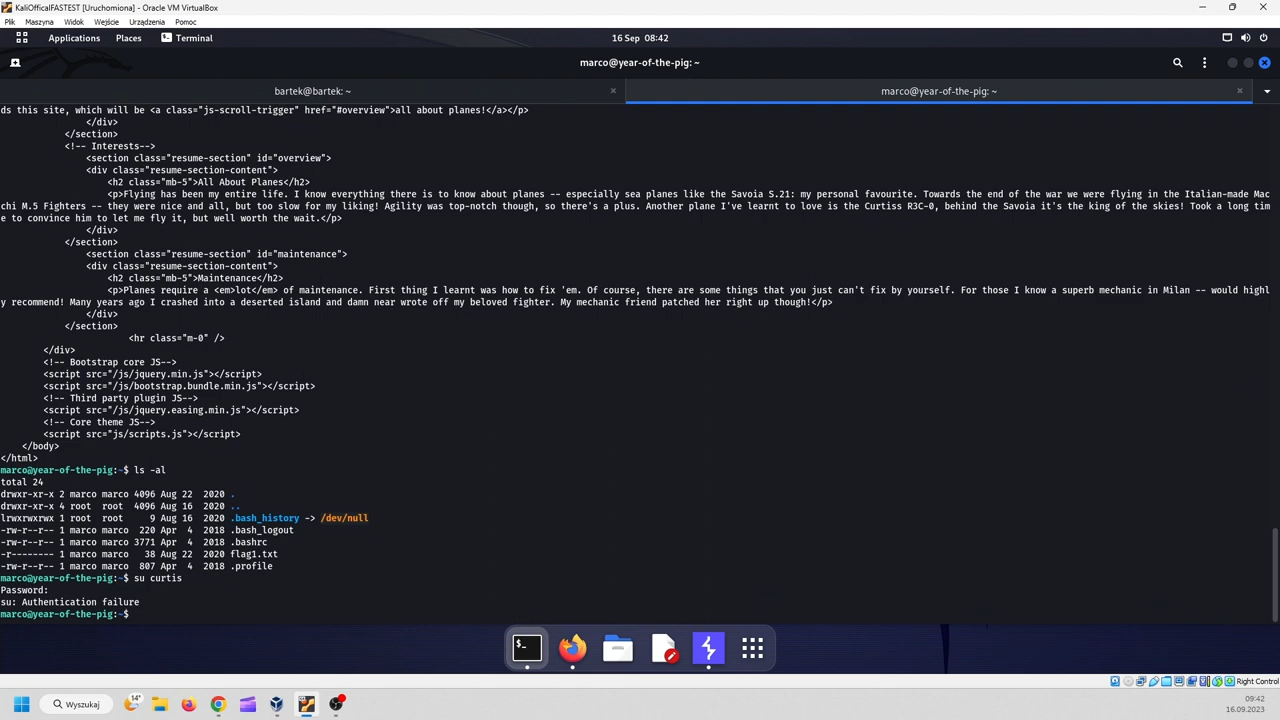 KaliOfficalFASTEST [Uruchomiona] - Oracle VM VirtualBox
Plik Maszyna Widok Wejście Urządzenia Pomoc
Applications Places Terminal 16 Sep 08:42
marco@year-of-the-pig: ~
bartek@bartek: ~ marco@year-of-the-pig: ~
ds this site, which will be <a class="js-scroll-trigger" href="#overview">all about planes!</a></p>
</div>
</section>
<!-- Interests-->
<section class="resume-section" id="overview">
<div class="resume-section-content">
<h2 class="mb-5">All About Planes</h2>
<p>Flying has been my entire life. I know everything there is to know about planes -- especially sea planes like the Savoia S.21: my personal favourite. Towards the end of the war we were flying in the Italian-made Mac
chi M.5 Fighters -- they were nice and all, but too slow for my liking! Agility was top-notch though, so there's a plus. Another plane I've learnt to love is the Curtiss R3C-0, behind the Savoia it's the king of the skies! Took a long tim
e to convince him to let me fly it, but well worth the wait.</p>
</div>
</section>
<section class="resume-section" id="maintenance">
<div class="resume-section-content">
<h2 class="mb-5">Maintenance</h2>
<p>Planes require a <em>lot</em> of maintenance. First thing I learnt was how to fix 'em. Of course, there are some things that you just can't fix by yourself. For those I know a superb mechanic in Milan -- would highl
y recommend! Many years ago I crashed into a deserted island and damn near wrote off my beloved fighter. My mechanic friend patched her right up though!</p>
</div>
</section>
<hr class="m-0" />
</div>
<!-- Bootstrap core JS-->
<script src="/js/jquery.min.js"></script>
<script src="/js/bootstrap.bundle.min.js"></script>
<!-- Third party plugin JS-->
<script src="/js/jquery.easing.min.js"></script>
<!-- Core theme JS-->
<script src="js/scripts.js"></script>
</body>
</html>
marco@year-of-the-pig:~$ ls -al
total 24
drwxr-xr-x 2 marco marco 4096 Aug 22 2020 .
drwxr-xr-x 4 root root 4096 Aug 16 2020 ..
lrwxrwxrwx 1 root root 9 Aug 16 2020 .bash_history -> /dev/null
-rw-r--r-- 1 marco marco 220 Apr 4 2018 .bash_logout
-rw-r--r-- 1 marco marco 3771 Apr 4 2018 .bashrc
-r-------- 1 marco marco 38 Aug 22 2020 flag1.txt
-rw-r--r-- 1 marco marco 807 Apr 4 2018 .profile
marco@year-of-the-pig:~$ su curtis
Password:
su: Authentication failure
marco@year-of-the-pig:~$
Right Control
14°
Wyszukaj
09:42
16.09.2023